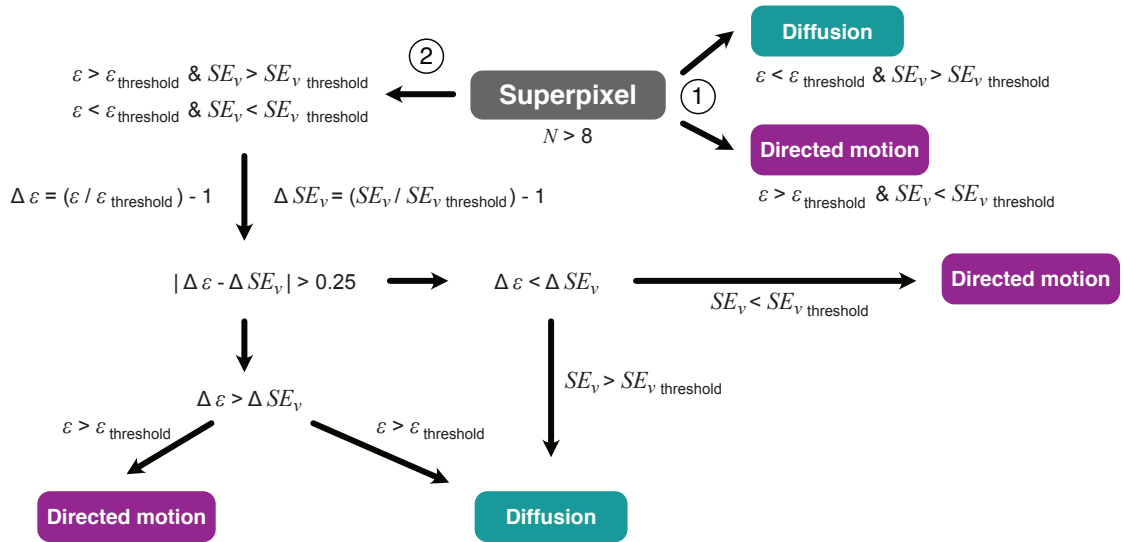 Diffusion
ε < ε threshold & SEv > SEv threshold
2
ε > ε threshold & SEv > SEv threshold
ε < ε threshold & SEv < SEv threshold
Superpixel
N > 8
1
Directed motion
ε > ε threshold & SEv < SEv threshold
Δ ε = (ε / ε threshold ) - 1
Δ SEv = (SEv / SEv threshold ) - 1
| Δ ε - Δ SEv | > 0.25
Δ ε < Δ SEv
SEv < SEv threshold
Directed motion
SEv > SEv threshold
Δ ε > Δ SEv
ε > ε threshold
ε > ε threshold
Directed motion
Diffusion